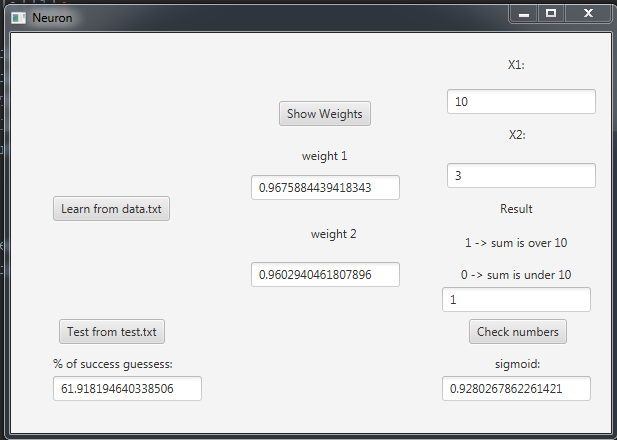 Neuron
X1:
10
Show Weights
X2:
weight 1
3
0.9675884439418343
Learn from data.txt
Result
weight 2
1 -> sum is over 10
0 -> sum is under 10
0.9602940461807896
1
Test from test.txt
Check numbers
% of success guessess:
sigmoid:
61.918194640338506
0.9280267862261421